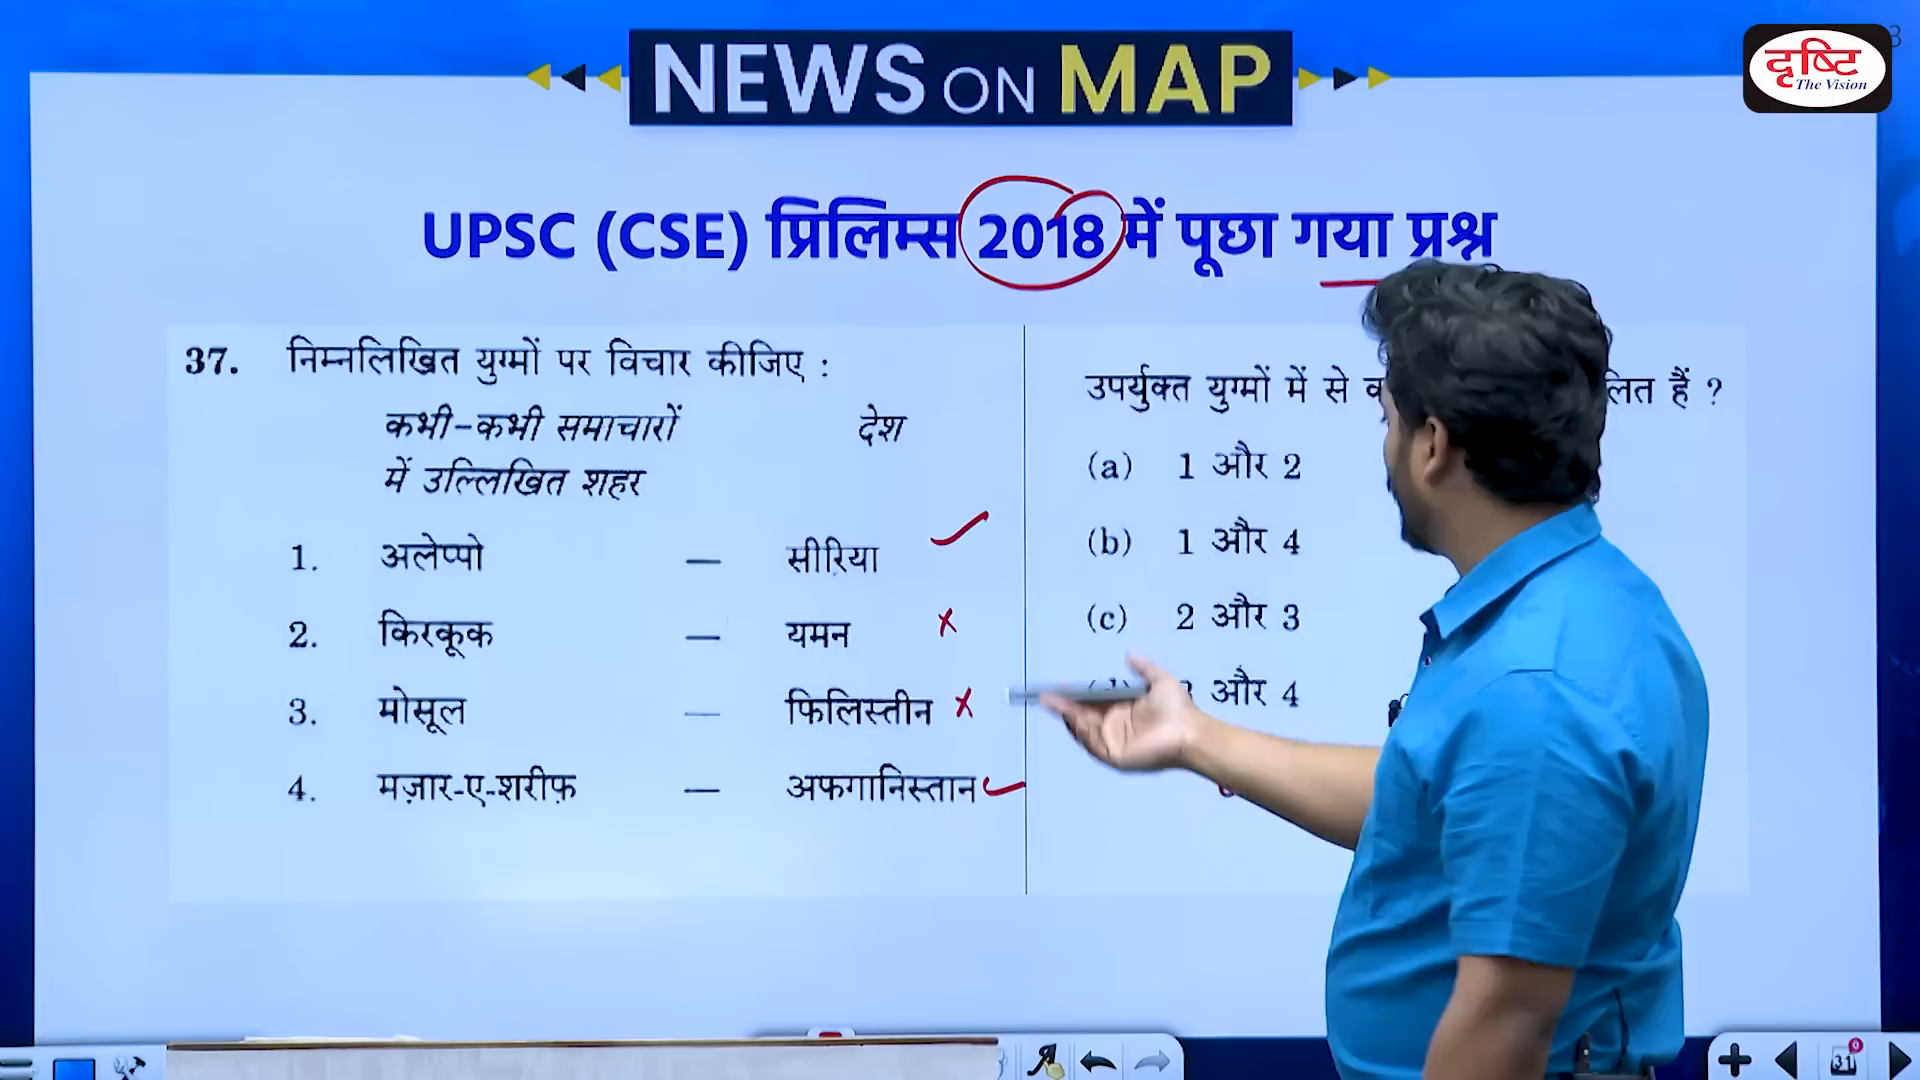 NEWS ON MAP
दृष्टि
The Vision
UPSC (CSE) प्रिलिम्स 2018 में पूछा गया प्रश्न
37. निम्नलिखित युग्मों पर विचार कीजिए :
कभी-कभी समाचारों देश
में उल्लिखित शहर
1. अलेप्पो — सीरिया
2. किरकूक — यमन
3. मोसूल — फिलिस्तीन
4. मज़ार-ए-शरीफ़ — अफगानिस्तान
उपर्युक्त युग्मों में से हैं ?
(a) 1 और 2
(b) 1 और 4
(c) 2 और 3
और 4
31